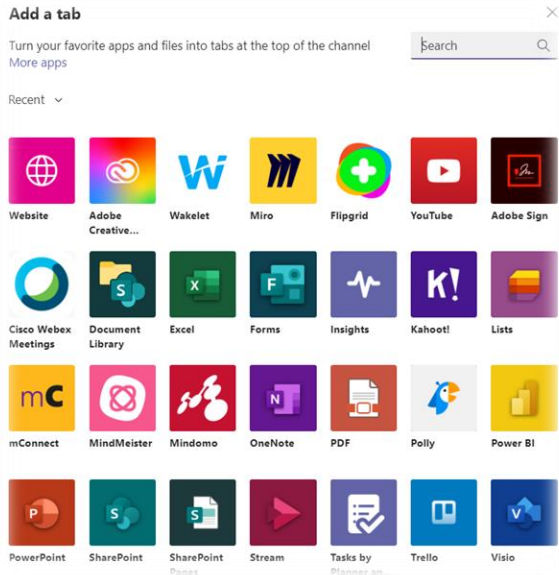 Add a tab
Turn your favorite apps and files into tabs at the top of the channel
More apps
Search
Recent
Website
Adobe
Creative...
Wakelet
Miro
Flipgrid
YouTube
Adobe Sign
Cisco Webex
Meetings
Document
Library
Excel
Forms
Insights
Kahoot!
Lists
mConnect
MindMeister
Mindomo
OneNote
PDF
Polly
Power BI
PowerPoint
SharePoint
SharePoint
Pages
Stream
Tasks by
Planner an...
Trello
Visio